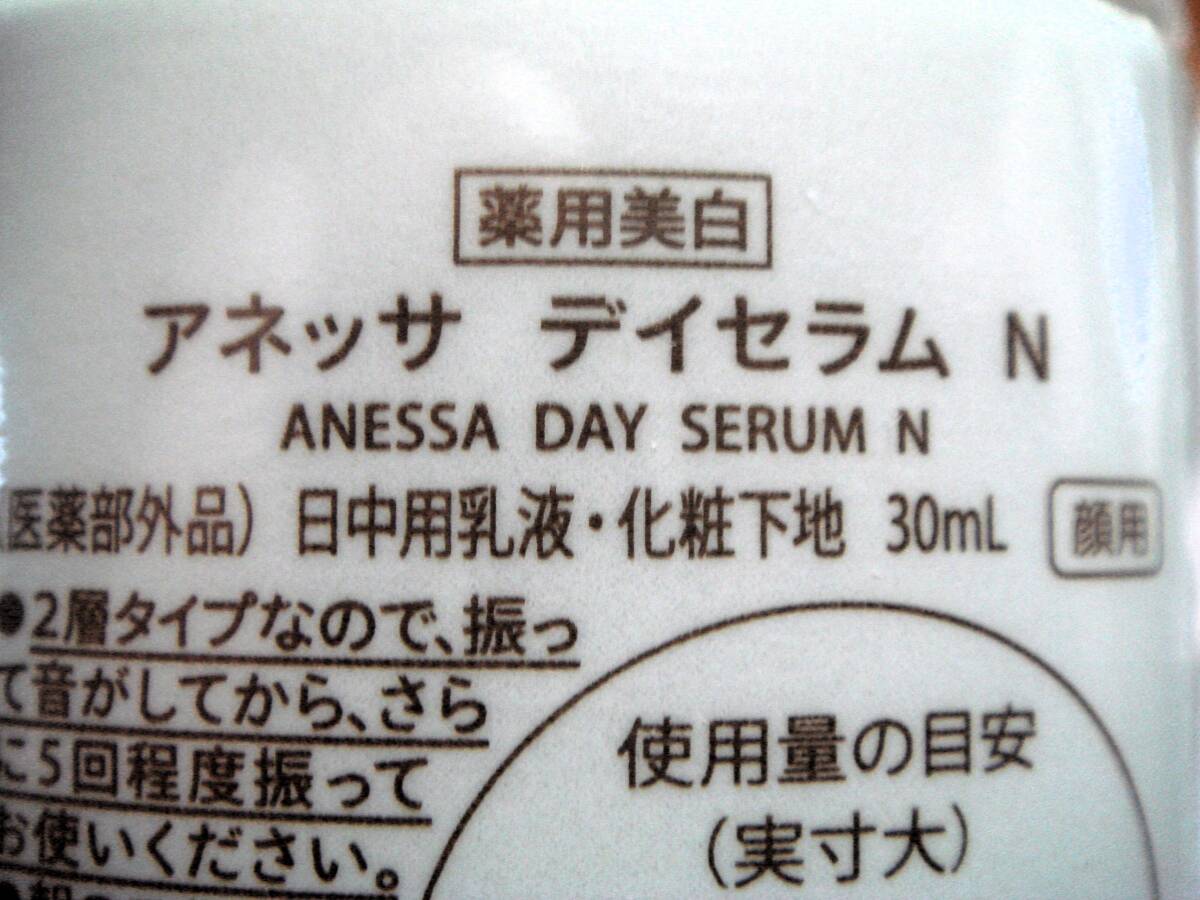 薬用美白
アネッサ デイセラム N
ANESSA DAY SERUM N
(医薬部外品) 日中用乳液・化粧下地 30mL 顔用
●2層タイプなので、振っ
て音がしてから、さら
に5回程度振って
お使いください。
使用量の目安
(実寸大)